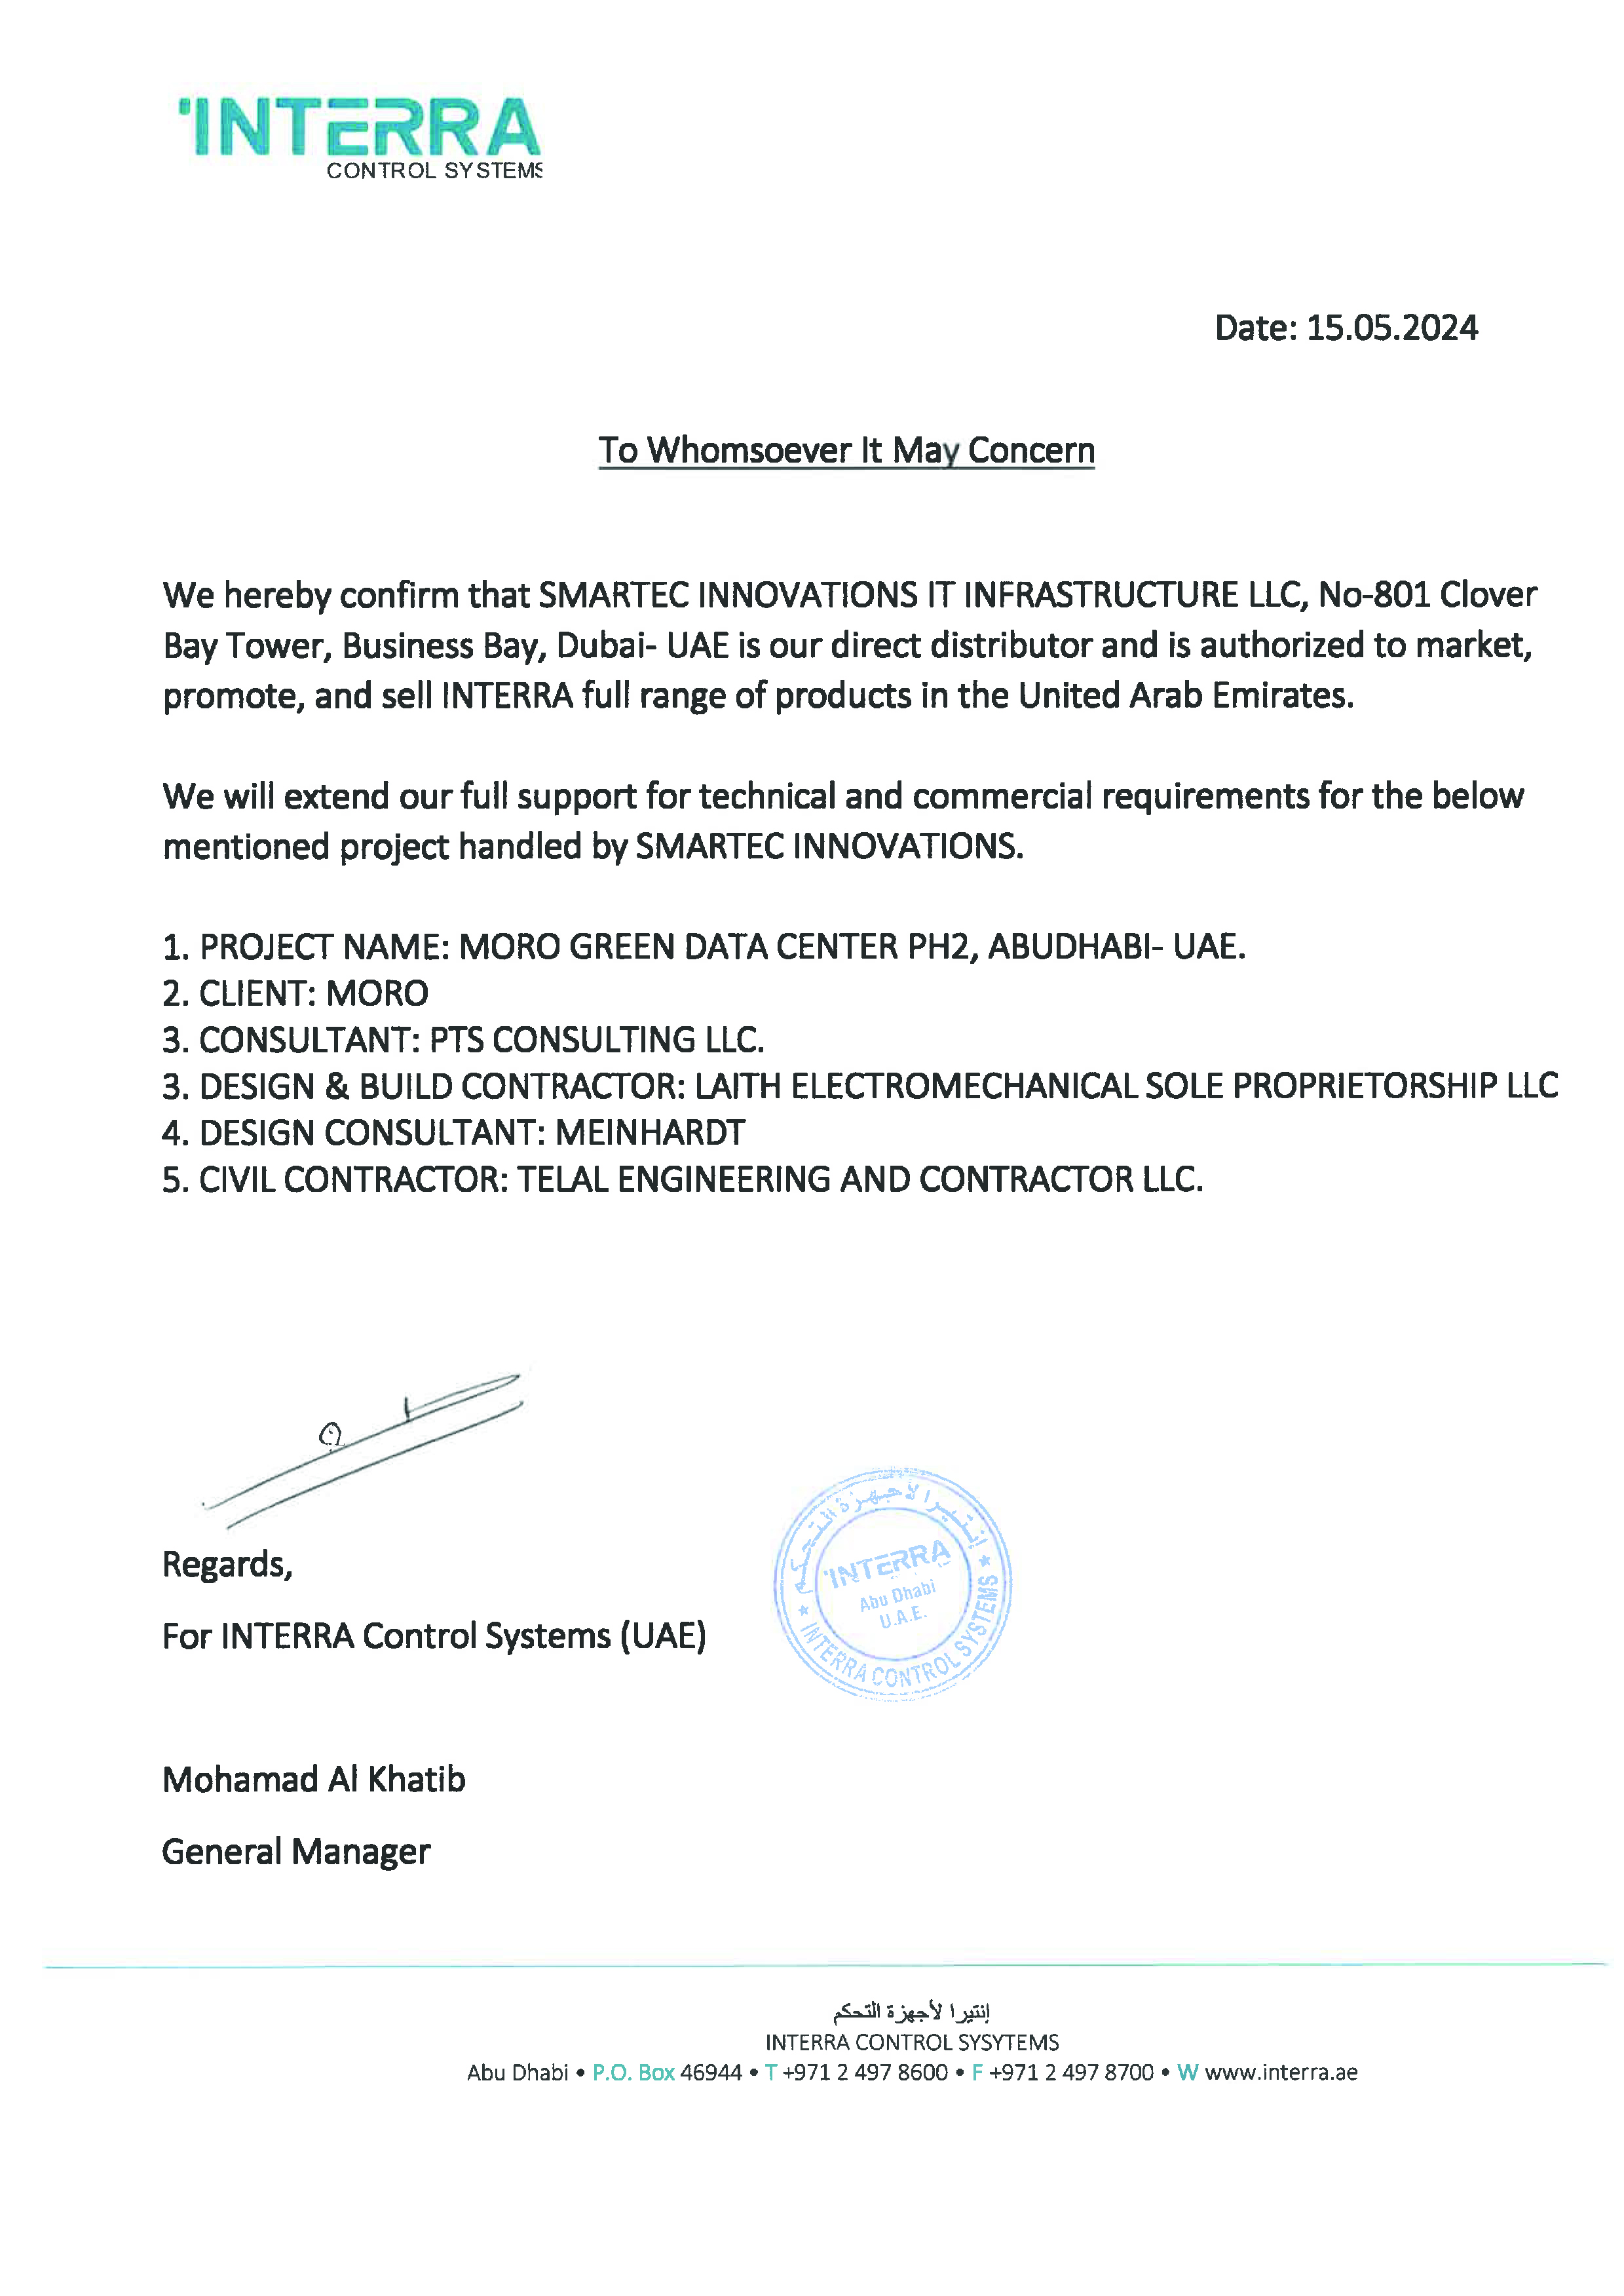 INTERRA
CONTROL SYSTEMS
Date: 15.05.2024
To Whomsoever It May Concern
We hereby confirm that SMARTEC INNOVATIONS IT INFRASTRUCTURE LLC, No-801 Clover
Bay Tower, Business Bay, Dubai- UAE is our direct distributor and is authorized to market,
promote, and sell INTERRA full range of products in the United Arab Emirates.
We will extend our full support for technical and commercial requirements for the below
mentioned project handled by SMARTEC INNOVATIONS.
1. PROJECT NAME: MORO GREEN DATA CENTER PH2, ABUDHABI- UAE.
2. CLIENT: MORO
3. CONSULTANT: PTS CONSULTING LLC.
3. DESIGN & BUILD CONTRACTOR: LAITH ELECTROMECHANICAL SOLE PROPRIETORSHIP LLC
4. DESIGN CONSULTANT: MEINHARDT
5. CIVIL CONTRACTOR: TELAL ENGINEERING AND CONTRACTOR LLC.
Regards,
For INTERRA Control Systems (UAE)
إنتيرا لأجهزة التحكم
INTERRA
Abu Dhabi
U.A.E.
★ INTERRA CONTROL SYSTEMS ★
Mohamad Al Khatib
General Manager
إنتيرا لأجهزة التحكم
INTERRA CONTROL SYSYTEMS
Abu Dhabi • P.O. Box 46944 • T +971 2 497 8600 • F +971 2 497 8700 • W www.interra.ae